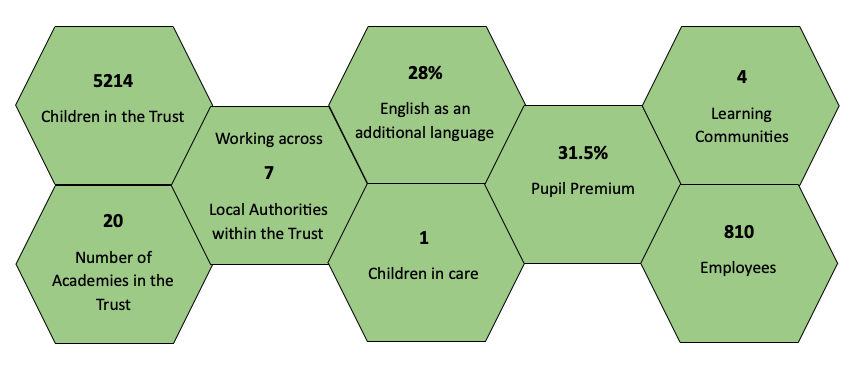 5214
Children in the Trust
20
Number of
Academies in the
Trust
Working across
7
Local Authorities
within the Trust
28%
English as an
additional language
1
Children in care
31.5%
Pupil Premium
4
Learning
Communities
810
Employees